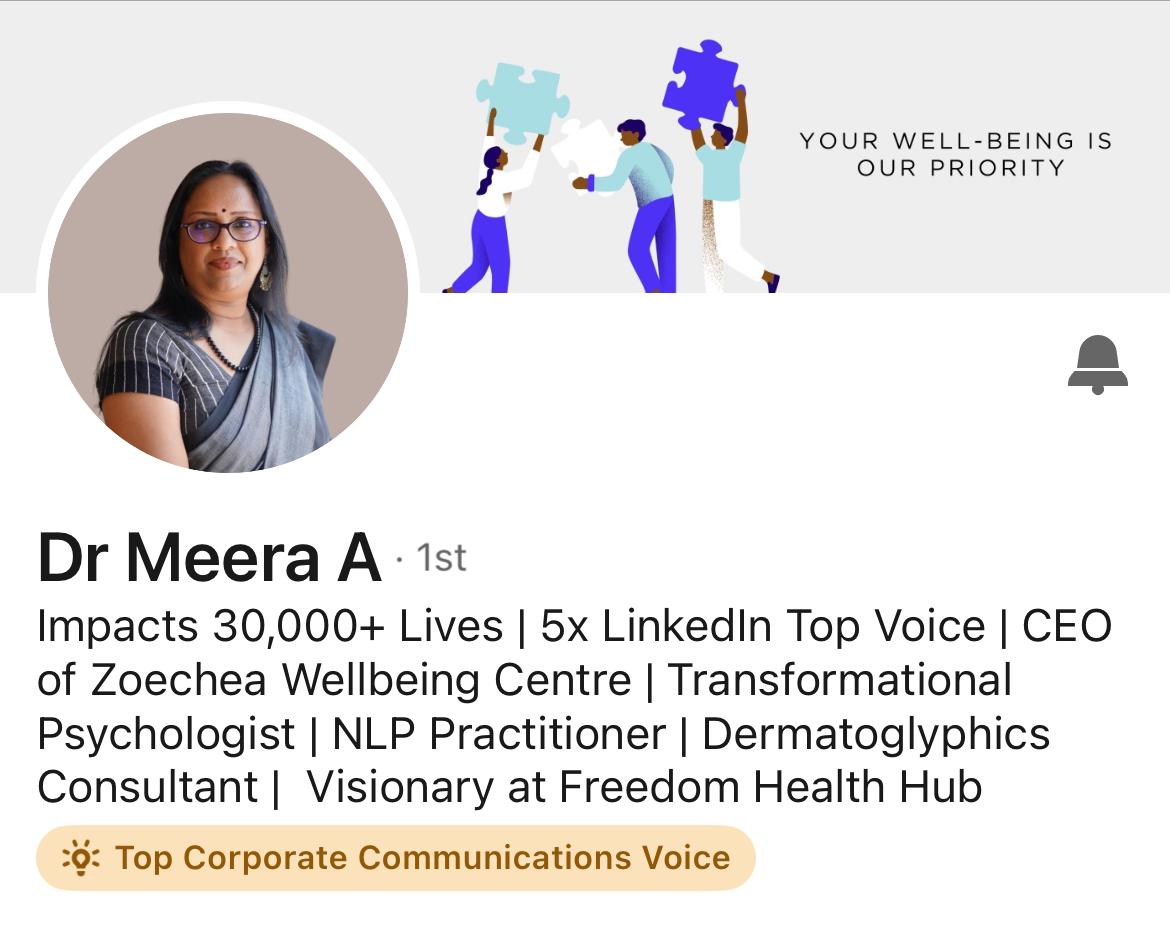 YOUR WELL-BEING IS
OUR PRIORITY
Dr Meera A · 1st
Impacts 30,000+ Lives | 5x LinkedIn Top Voice | CEO
of Zoechea Wellbeing Centre | Transformational
Psychologist | NLP Practitioner | Dermatoglyphics
Consultant |  Visionary at Freedom Health Hub
Top Corporate Communications Voice